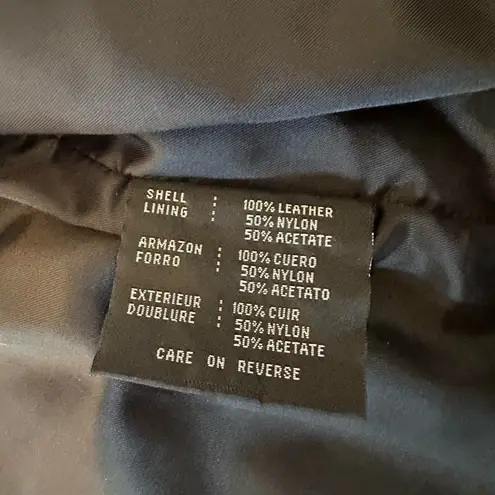 SHELL : 100% LEATHER
LINING : 50% NYLON
50% ACETATE
ARMAZON : 100% CUERO
FORRO : 50% NYLON
50% ACETATO
EXTERIEUR : 100% CUIR
DOUBLURE : 50% NYLON
50% ACETATE
CARE ON REVERSE